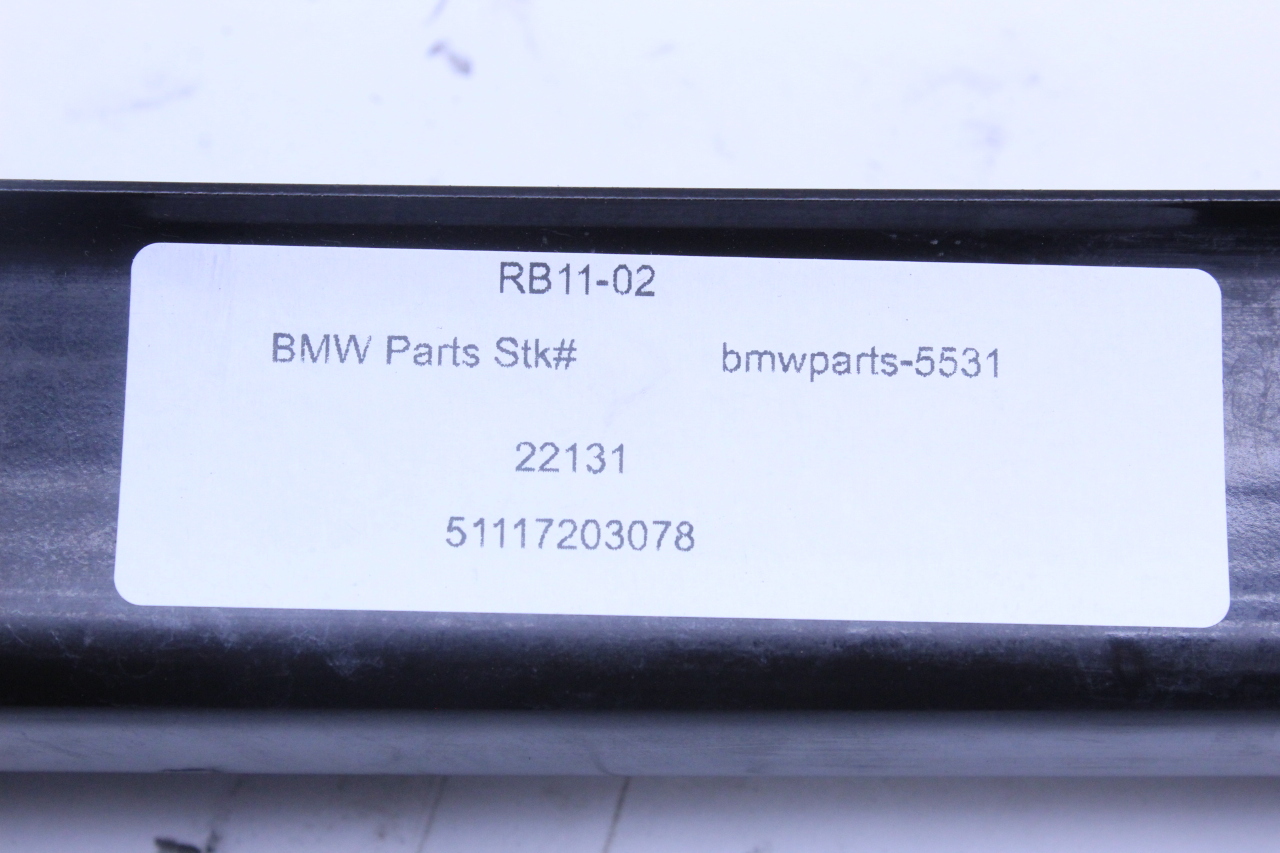 RB11-02
BMW Parts Stk# bmwparts-5531
22131
51117203078